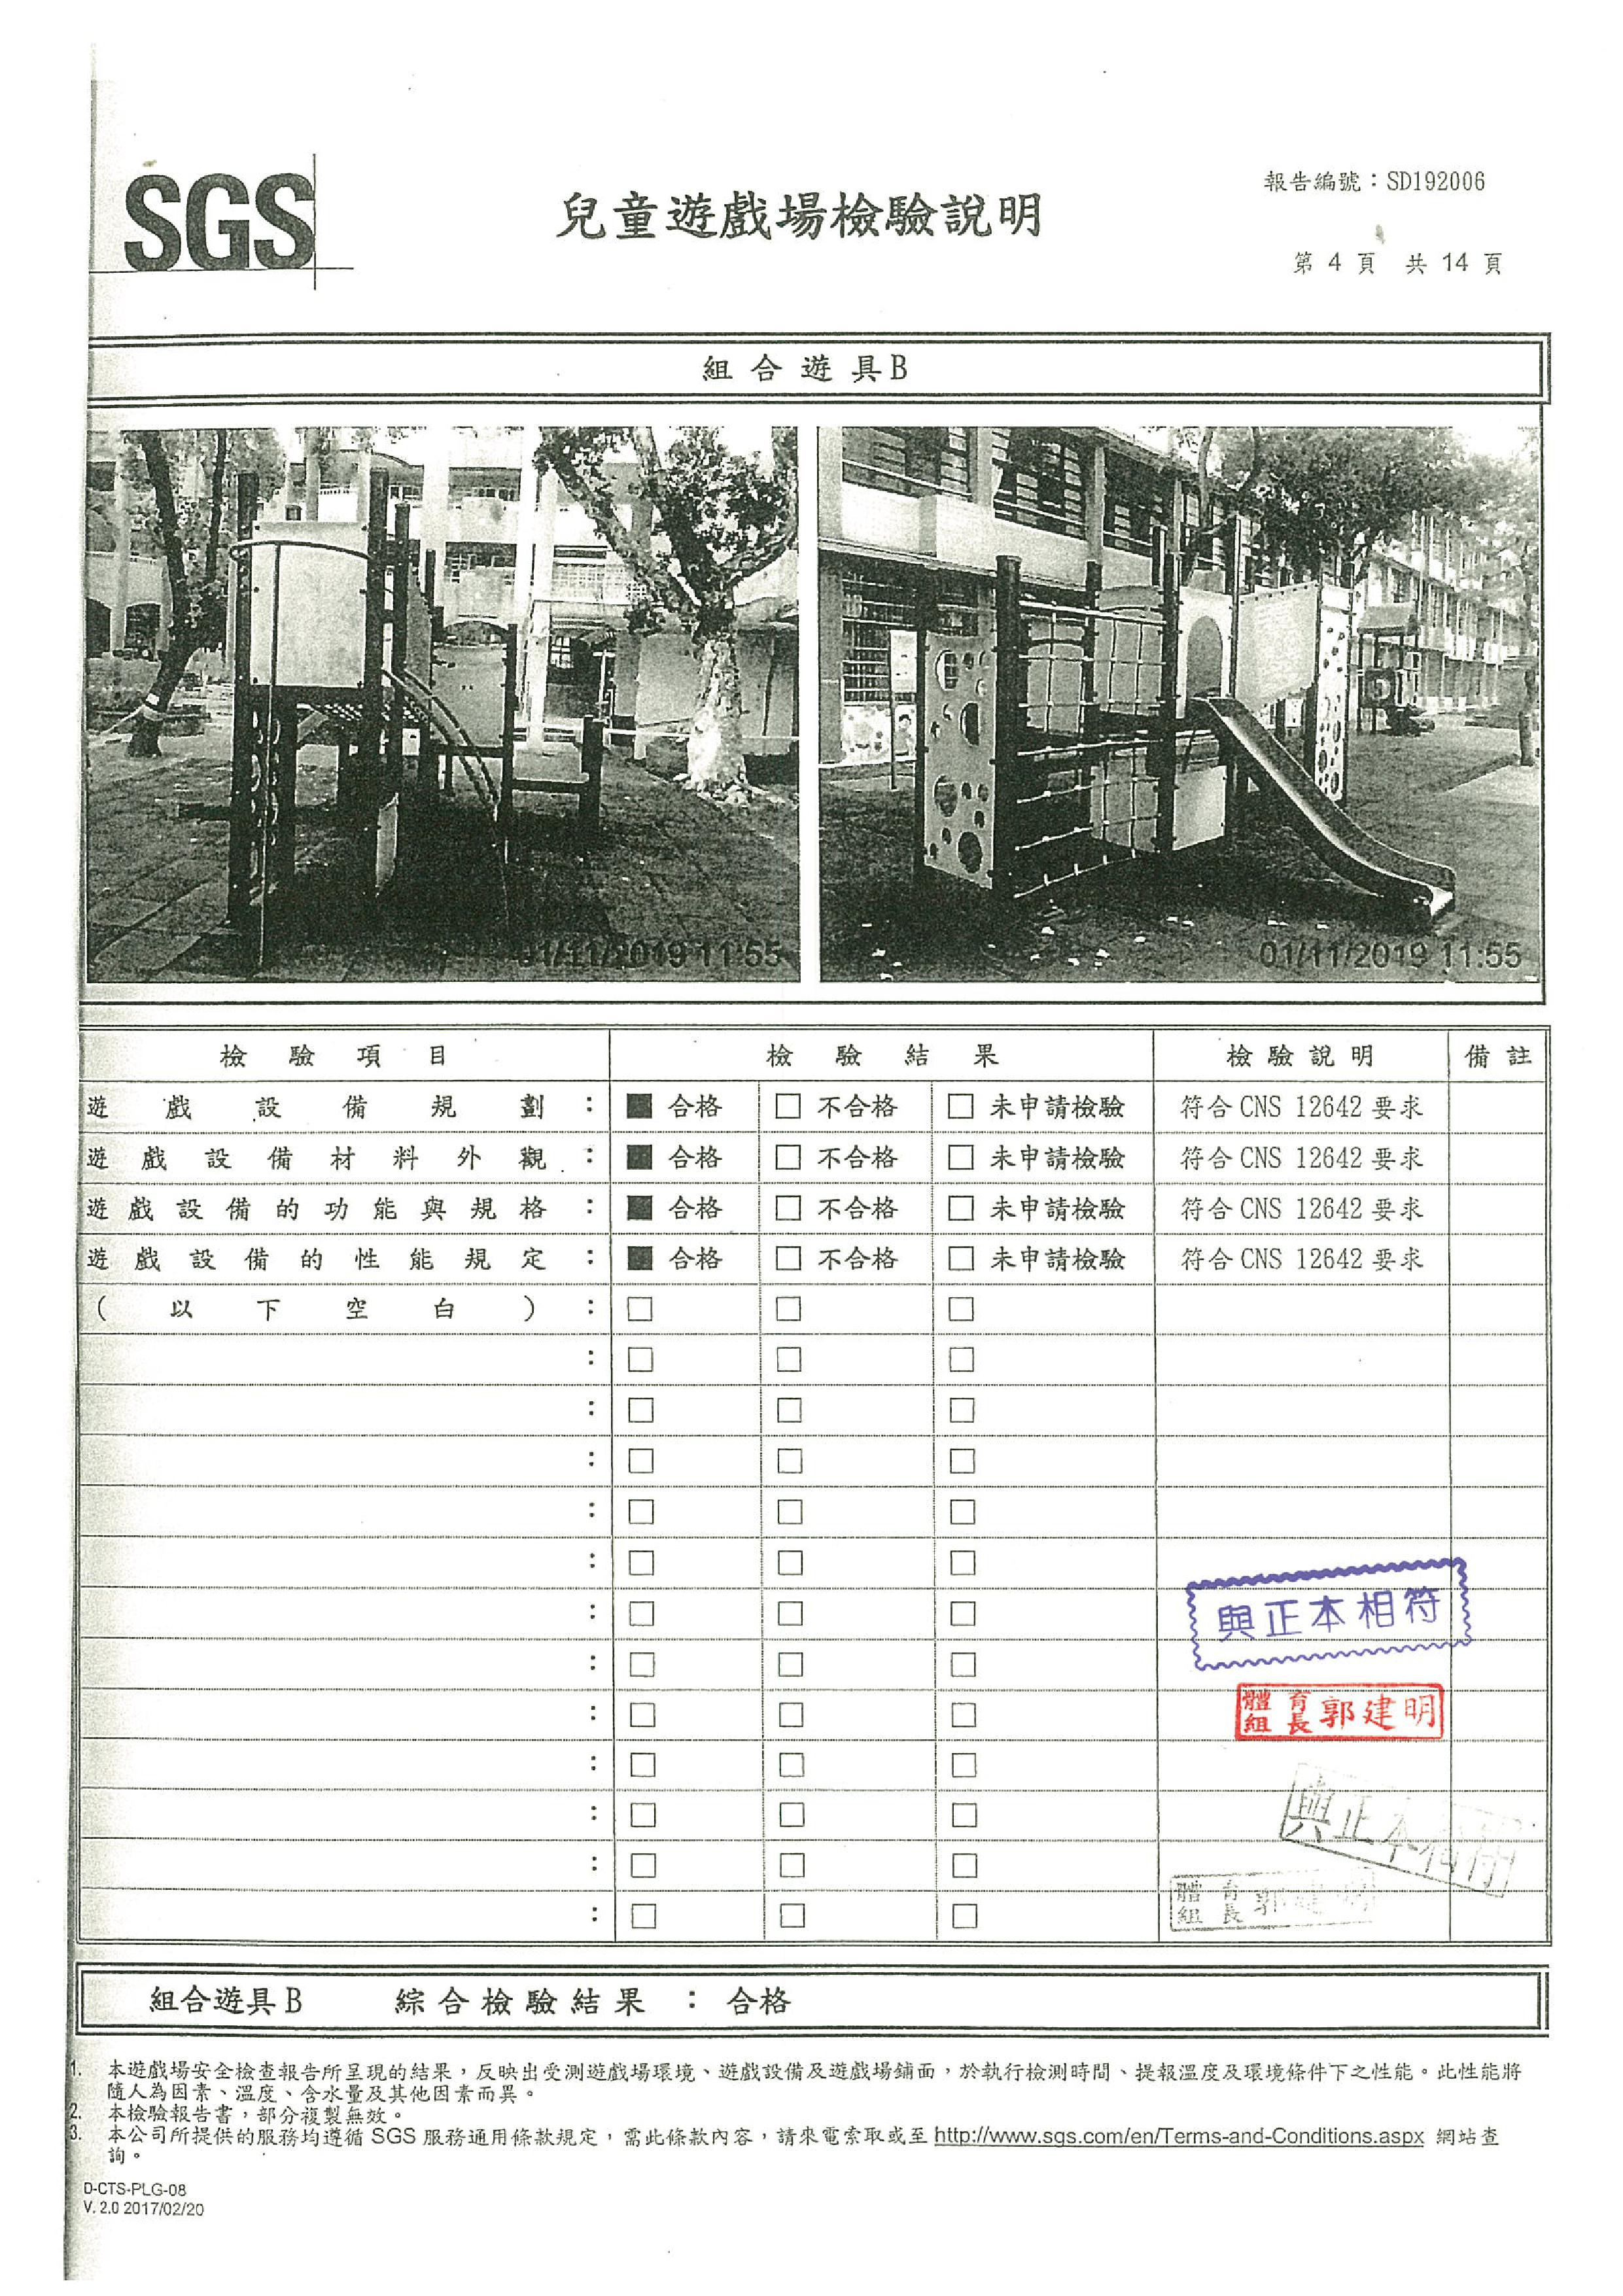 SGS
兒童遊戲場檢驗說明
報告編號：SD192006
第 4 頁 共 14 頁
組合遊具B
01/11/2019 11:55
01/11/2019 11:55
檢驗項目 檢驗結果 檢驗說明 備註
遊戲設備規劃： ■ 合格 □ 不合格 □ 未申請檢驗 符合 CNS 12642 要求
遊戲設備材料外觀： ■ 合格 □ 不合格 □ 未申請檢驗 符合 CNS 12642 要求
遊戲設備的功能與規格： ■ 合格 □ 不合格 □ 未申請檢驗 符合 CNS 12642 要求
遊戲設備的性能規定： ■ 合格 □ 不合格 □ 未申請檢驗 符合 CNS 12642 要求
（以下空白）： □ □ □
： □ □ □
： □ □ □
： □ □ □
： □ □ □
： □ □ □
： □ □ □
： □ □ □
： □ □ □
： □ □ □
： □ □ □
： □ □ □
： □ □ □
與正本相符
體育組長 郭建明
與正本相符
體育組長 郭建明
組合遊具B 綜合檢驗結果 ： 合格
1. 本遊戲場安全檢查報告所呈現的結果，反映出受測遊戲場環境、遊戲設備及遊戲場鋪面，於執行檢測時間、提報溫度及環境條件下之性能。此性能將
隨人為因素、溫度、含水量及其他因素而異。
2. 本檢驗報告書，部分複製無效。
3. 本公司所提供的服務均遵循 SGS 服務通用條款規定，需此條款內容，請來電索取或至 http://www.sgs.com/en/Terms-and-Conditions.aspx 網站查
詢。
D-CTS-PLG-08
V. 2.0 2017/02/20